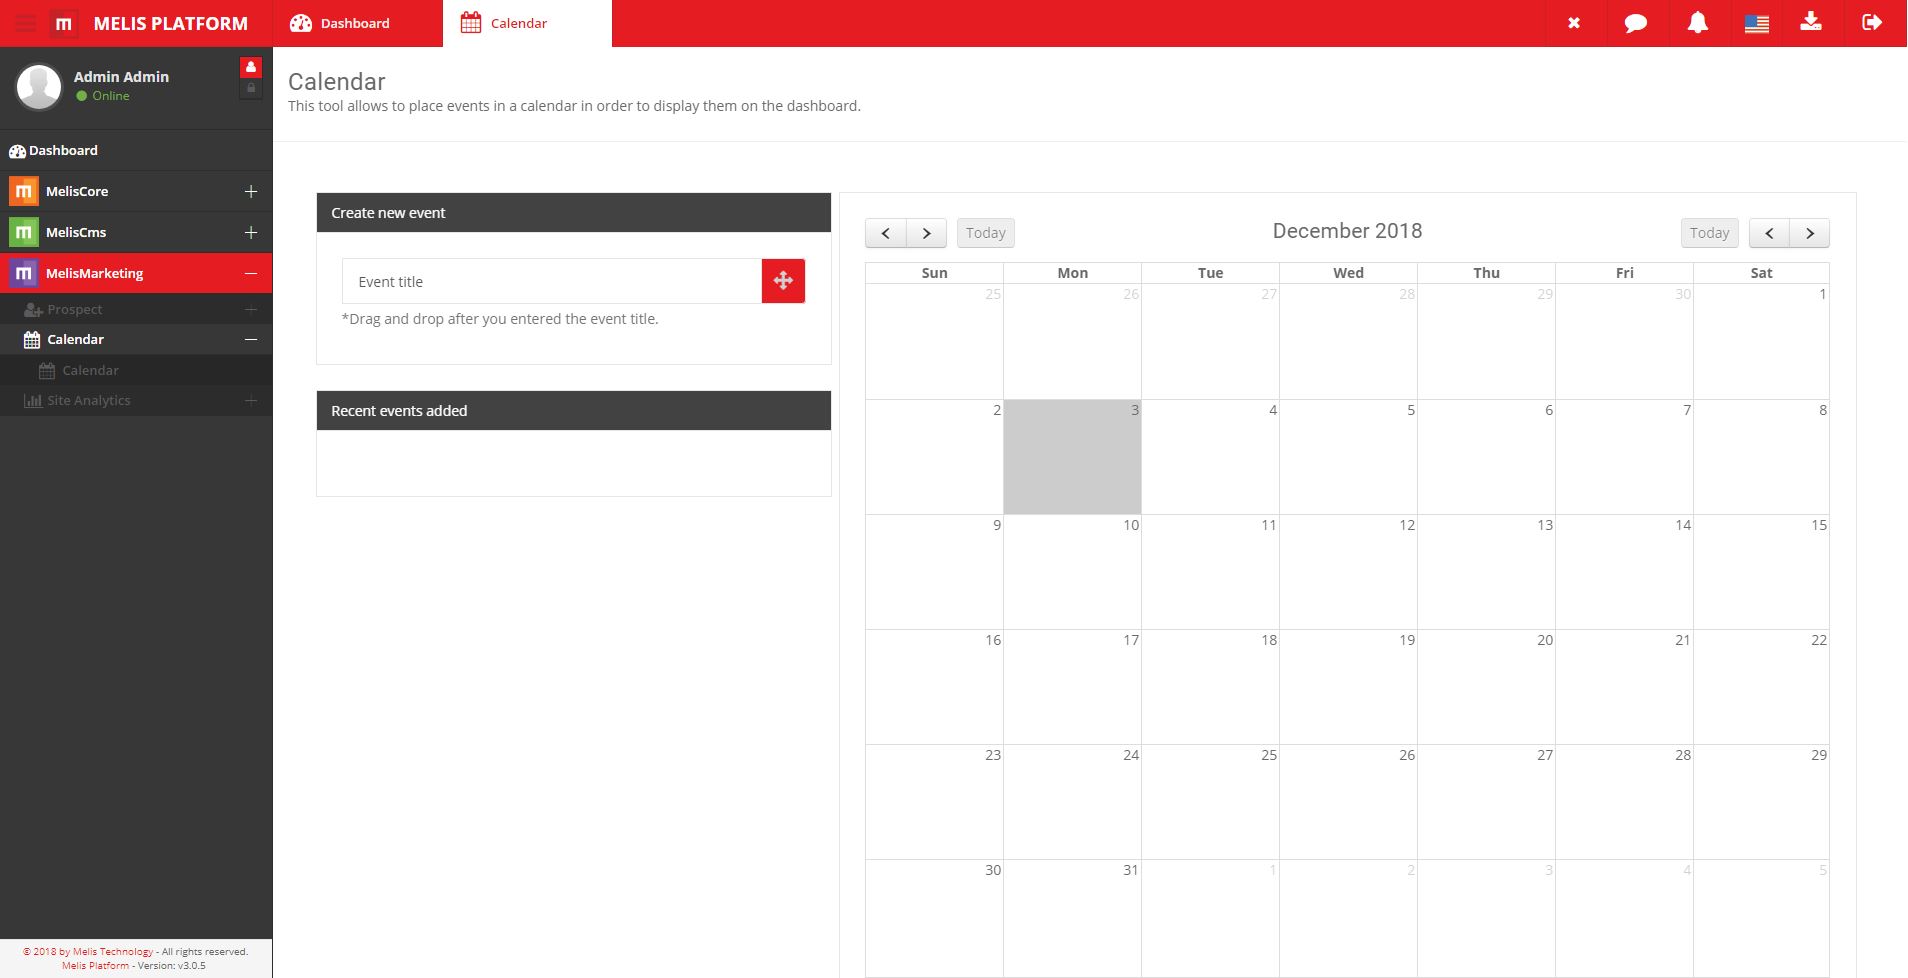 MELIS PLATFORM
Dashboard
Calendar
Admin Admin
Online
Dashboard
MelisCore
MelisCms
MelisMarketing
Prospect
Calendar
Calendar
Site Analytics
© 2018 by Melis Technology - All rights reserved.
Melis Platform - Version: v3.0.5
Calendar
This tool allows to place events in a calendar in order to display them on the dashboard.
Create new event
Event title
*Drag and drop after you entered the event title.
Recent events added
Today December 2018 Today
Sun Mon Tue Wed Thu Fri Sat
25 26 27 28 29 30 1
2 3 4 5 6 7 8
9 10 11 12 13 14 15
16 17 18 19 20 21 22
23 24 25 26 27 28 29
30 31 1 2 3 4 5